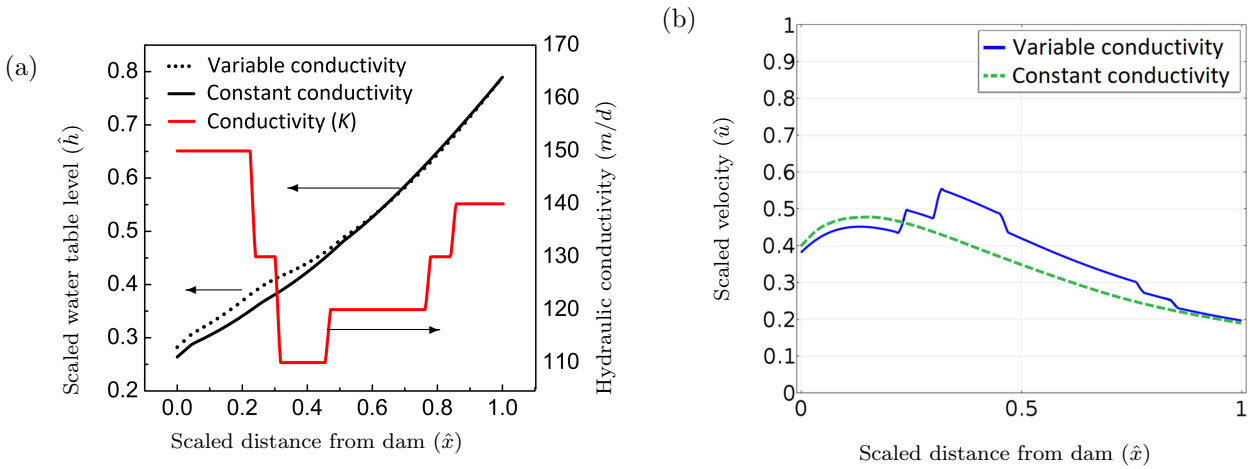 (a)
Scaled water table level (ĥ)
0.8
0.7
0.6
0.5
0.4
0.3
0.2
Variable conductivity
Constant conductivity
Conductivity (K)
170
160
150
140
130
120
110
Hydraulic conductivity (m/d)
0.0 0.2 0.4 0.6 0.8 1.0
Scaled distance from dam (x̂)
(b)
Scaled velocity (û)
1
0.9
0.8
0.7
0.6
0.5
0.4
0.3
0.2
0.1
0
Variable conductivity
Constant conductivity
0 0.5 1
Scaled distance from dam (x̂)